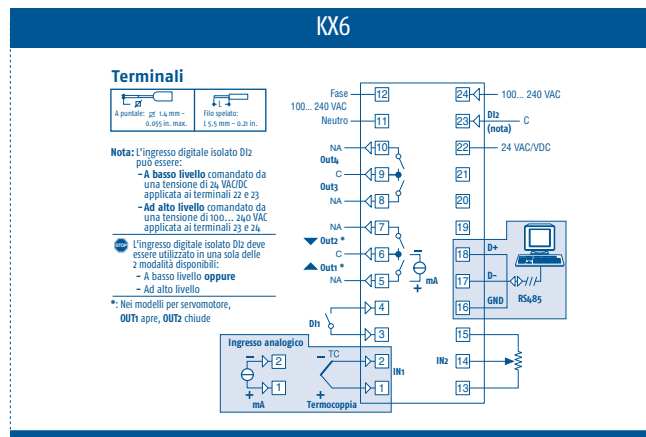 KX6
Terminali
A puntale: ⌀ 1.4 mm –
0.055 in. max.
L
Filo spelato:
L 5.5 mm – 0.21 in.
Nota: L'ingresso digitale isolato DI2
può essere:
– A basso livello comandato da
una tensione di 24 VAC/DC
applicata ai terminali 22 e 23
– Ad alto livello comandato da
una tensione di 100... 240 VAC
applicata ai terminali 23 e 24
STOP L'ingresso digitale isolato DI2 deve
essere utilizzato in una sola delle
2 modalità disponibili:
– A basso livello oppure
– Ad alto livello
*: Nei modelli per servomotore,
OUT1 apre, OUT2 chiude
Fase 12
100... 240 VAC
Neutro 11
NA 10
Out4
C 9
Out3
NA 8
NA 7
Out2 *
C 6
Out1 *
NA 5
– + mA
4
DI1
3
Ingresso analogico
– 2
+ 1
mA
– TC 2
IN1
+ 1
Termocoppia
24 100... 240 VAC
23 DI2 C
(nota)
22 24 VAC/VDC
21
20
19
18 D+
17 D-
16 GND
RS485
15
IN2 14
13